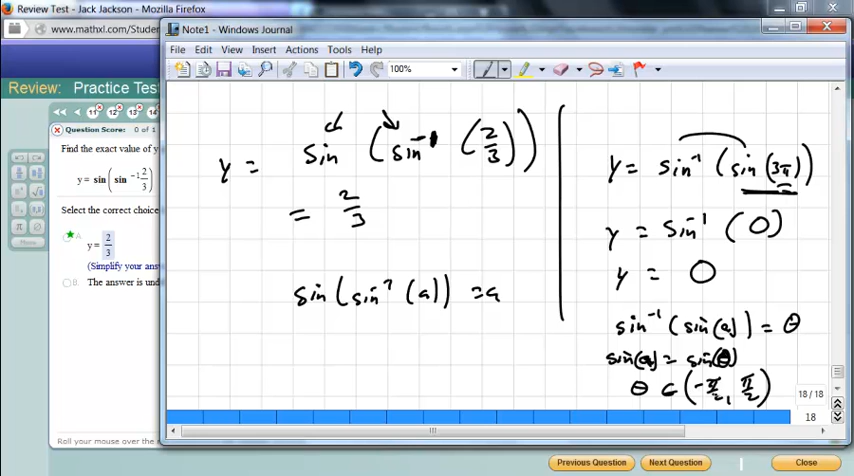 Review Test - Jack Jackson - Mozilla Firefox
www.mathxl.com/Studen
Note1 - Windows Journal
File Edit View Insert Actions Tools Help
100%
Review: Practice Tes
11 12 13
Question Score: 0 of 1
Find the exact value of y
y = sin(sin⁻¹ 2/3)
Select the correct choice
A.
y = 2/3
(Simplify your answ
B. The answer is unde
Roll your mouse over the
y = sin (sin⁻¹ (2/3))
= 2/3
sin(sin⁻¹(a)) = a
y = sin⁻¹ (sin(3π))
y = sin⁻¹ (0)
y = 0
sin⁻¹ (sin(a)) = θ
sin(a) = sin(θ)
θ ∈ (-π/2, π/2)
18/18
18
Previous Question Next Question Close